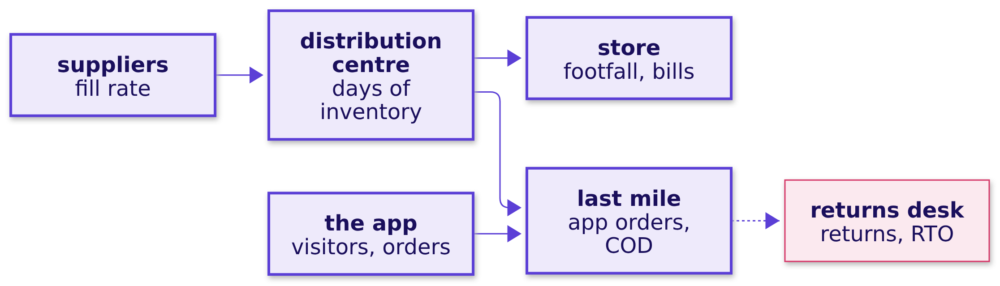 suppliers
fill rate
distribution
centre
days of
inventory
store
footfall, bills
the app
visitors, orders
last mile
app orders,
COD
returns desk
returns, RTO